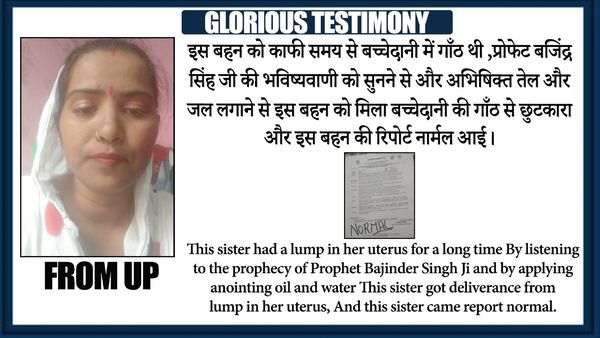 GLORIOUS TESTIMONY
इस बहन को काफी समय से बच्चेदानी में गाँठ थी ,प्रोफेट बजिंद्र
सिंह जी की भविष्यवाणी को सुनने से और अभिषिक्त तेल और
जल लगाने से इस बहन को मिला बच्चेदानी की गाँठ से छुटकारा
और इस बहन की रिपोर्ट नार्मल आई।
NORMAL
This sister had a lump in her uterus for a long time By listening
to the prophecy of Prophet Bajinder Singh Ji and by applying
anointing oil and water This sister got deliverance from
lump in her uterus, And this sister came report normal.
FROM UP